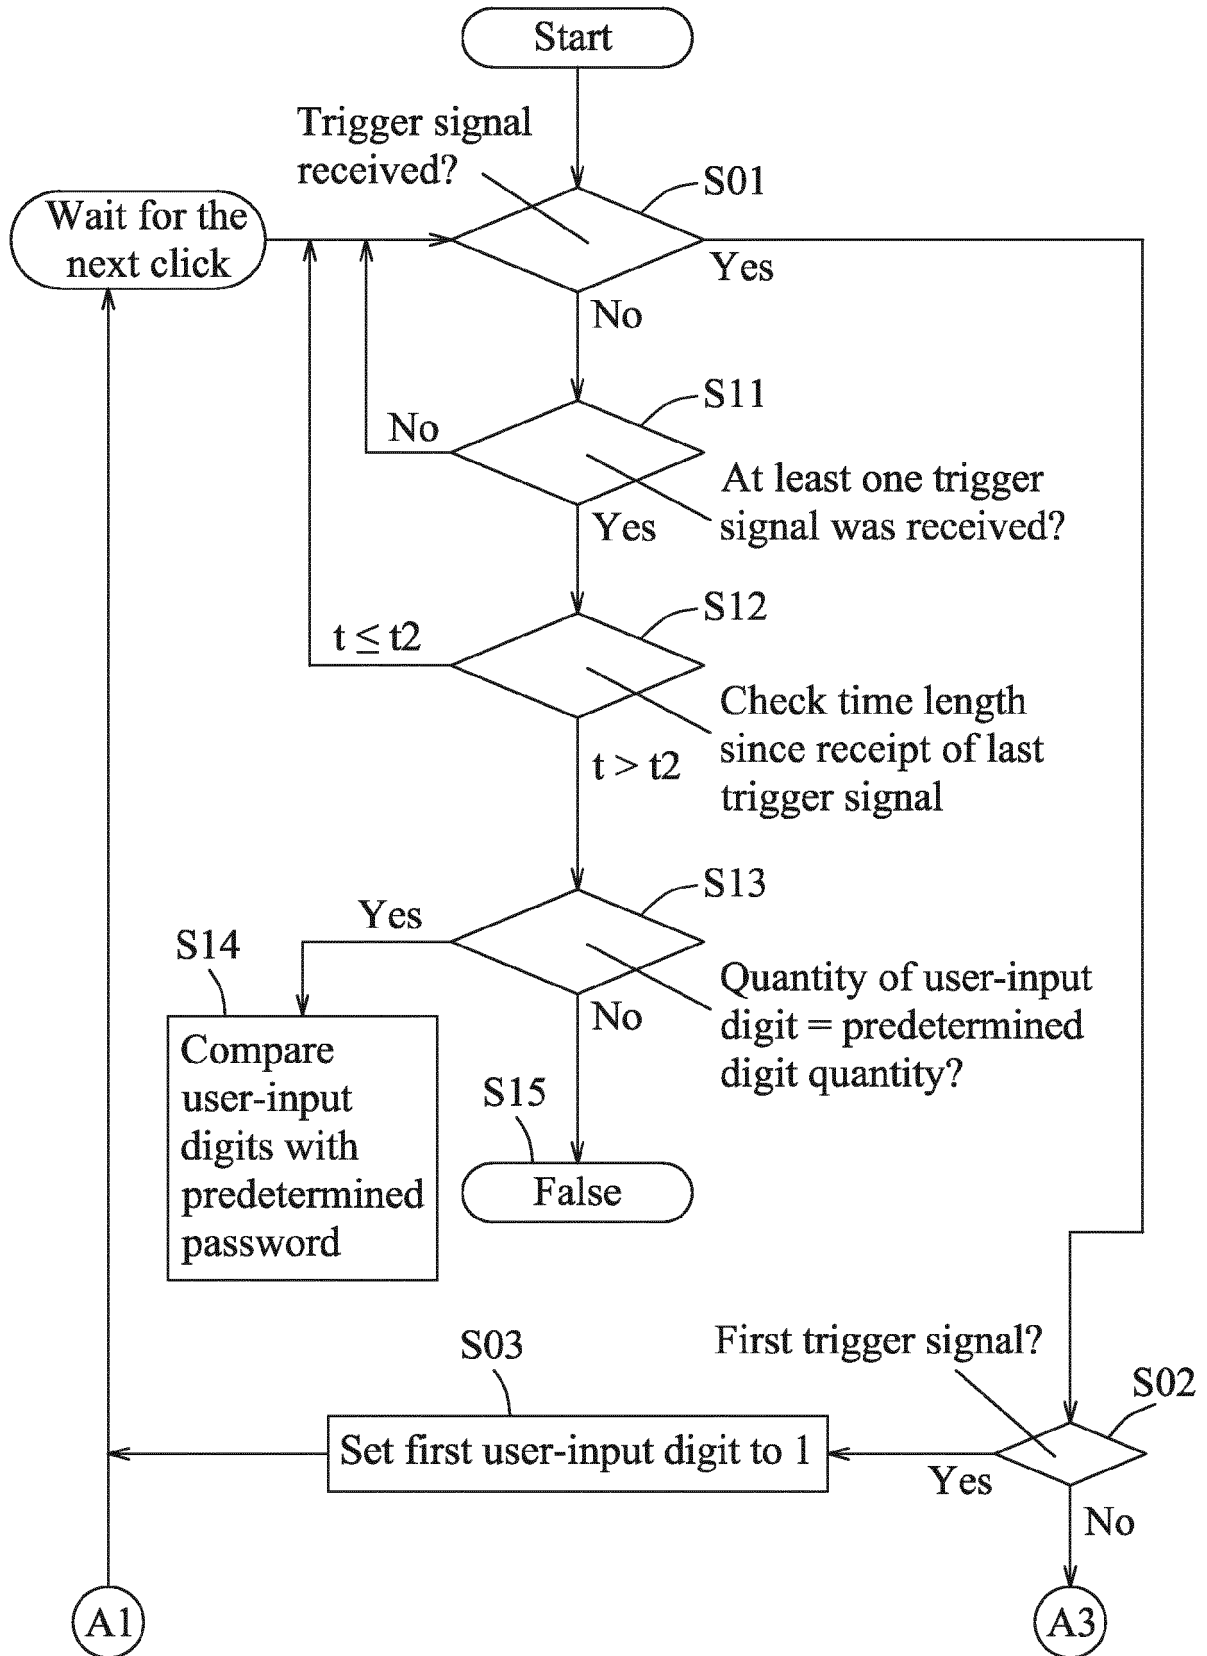 Start
Trigger signal
received?
S01
Wait for the
next click
Yes
No
S11
No
At least one trigger
signal was received?
Yes
S12
t ≤ t2
Check time length
since receipt of last
trigger signal
t > t2
S13
Yes
S14
Quantity of user-input
digit = predetermined
digit quantity?
No
Compare
user-input
digits with
predetermined
password
S15
False
First trigger signal?
S03
S02
Set first user-input digit to 1
Yes
No
A1
A3